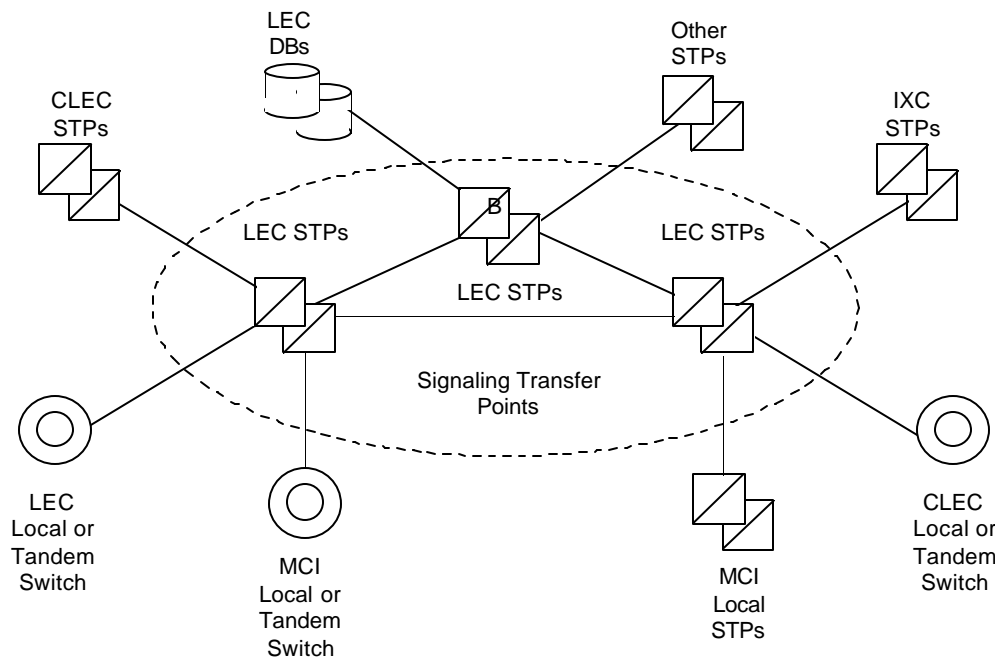 LEC
DBs
Other
STPs
CLEC
STPs
IXC
STPs
B
LEC STPs
LEC STPs
LEC STPs
Signaling Transfer
Points
LEC
Local or
Tandem
Switch
MCI
Local or
Tandem
Switch
MCI
Local
STPs
CLEC
Local or
Tandem
Switch